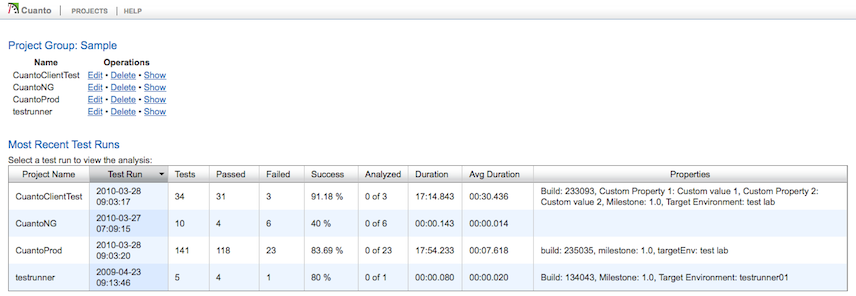 Cuanto | PROJECTS | HELP
Project Group: Sample
Name Operations
CuantoClientTest Edit • Delete • Show
CuantoNG Edit • Delete • Show
CuantoProd Edit • Delete • Show
testrunner Edit • Delete • Show
Most Recent Test Runs
Select a test run to view the analysis:
Project Name Test Run Tests Passed Failed Success Analyzed Duration Avg Duration Properties
CuantoClientTest 2010-03-28 09:03:17 34 31 3 91.18 % 0 of 3 17:14.843 00:30.436 Build: 233093, Custom Property 1: Custom value 1, Custom Property 2: Custom value 2, Milestone: 1.0, Target Environment: test lab
CuantoNG 2010-03-27 07:09:15 10 4 6 40 % 0 of 6 00:00.143 00:00.014
CuantoProd 2010-03-28 09:03:20 141 118 23 83.69 % 0 of 23 17:54.233 00:07.618 build: 235035, milestone: 1.0, targetEnv: test lab
testrunner 2009-04-23 09:13:46 5 4 1 80 % 0 of 1 00:00.080 00:00.020 Build: 134043, Milestone: 1.0, Target Environment: testrunner01